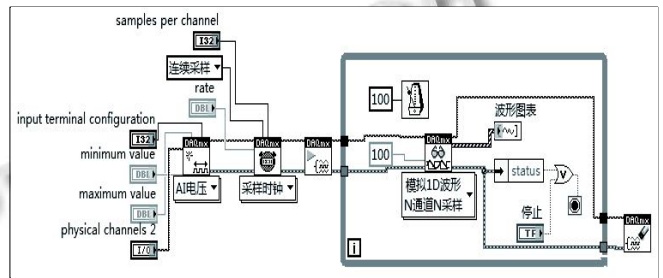 samples per channel
I32
连续采样
rate
DBL
input terminal configuration
I32
minimum value
DBL
maximum value
DBL
physical channels 2
I/O
DAQmx
AI电压
DAQmx
采样时钟
DAQmx
100
100
DAQmx
模拟1D波形
N通道N采样
波形图表
status
停止
TF
i
DAQmx